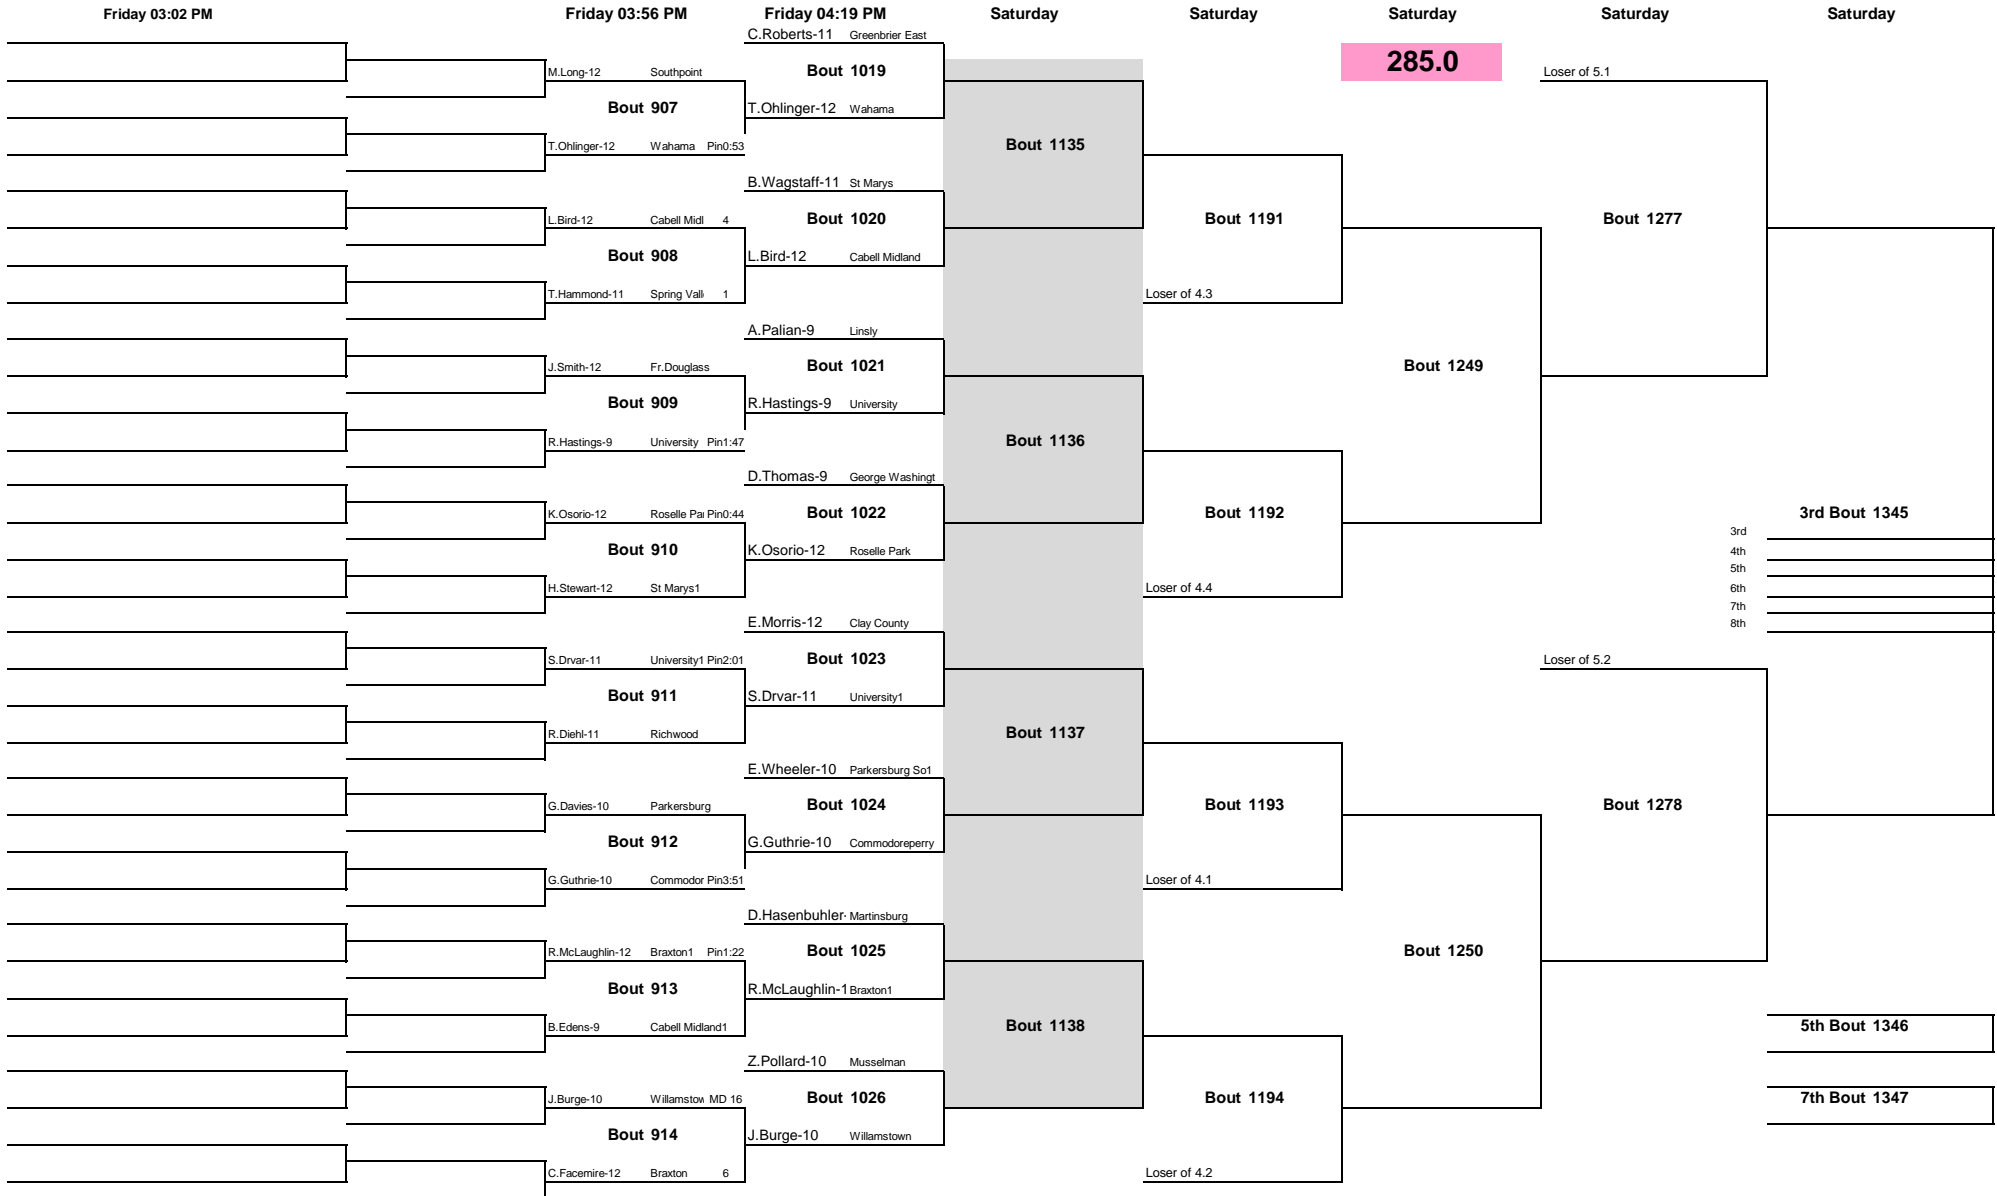 Friday 03:02 PM Friday 03:56 PM Friday 04:19 PM Saturday Saturday Saturday Saturday Saturday
C.Roberts-11 Greenbrier East
285.0
M.Long-12 Southpoint Bout 1019 Loser of 5.1
Bout 907 T.Ohlinger-12 Wahama
T.Ohlinger-12 Wahama Pin0:53 Bout 1135
B.Wagstaff-11 St Marys
L.Bird-12 Cabell Midl 4 Bout 1020 Bout 1191 Bout 1277
Bout 908 L.Bird-12 Cabell Midland
T.Hammond-11 Spring Vall 1 Loser of 4.3
A.Palian-9 Linsly
J.Smith-12 Fr.Douglass Bout 1021 Bout 1249
Bout 909 R.Hastings-9 University
R.Hastings-9 University Pin1:47 Bout 1136
D.Thomas-9 George Washingt
K.Osorio-12 Roselle Pa Pin0:44 Bout 1022 Bout 1192 3rd Bout 1345
3rd
Bout 910 K.Osorio-12 Roselle Park 4th
5th
H.Stewart-12 St Marys1 Loser of 4.4 6th
7th
E.Morris-12 Clay County 8th
S.Drvar-11 University1 Pin2:01 Bout 1023 Loser of 5.2
Bout 911 S.Drvar-11 University1
R.Diehl-11 Richwood Bout 1137
E.Wheeler-10 Parkersburg So1
G.Davies-10 Parkersburg Bout 1024 Bout 1193 Bout 1278
Bout 912 G.Guthrie-10 Commodoreperry
G.Guthrie-10 Commodor Pin3:51 Loser of 4.1
D.Hasenbuhler- Martinsburg
R.McLaughlin-12 Braxton1 Pin1:22 Bout 1025 Bout 1250
Bout 913 R.McLaughlin-1 Braxton1
B.Edens-9 Cabell Midland1 Bout 1138 5th Bout 1346
Z.Pollard-10 Musselman
J.Burge-10 Willamstow MD 16 Bout 1026 Bout 1194 7th Bout 1347
Bout 914 J.Burge-10 Willamstown
C.Facemire-12 Braxton 6 Loser of 4.2